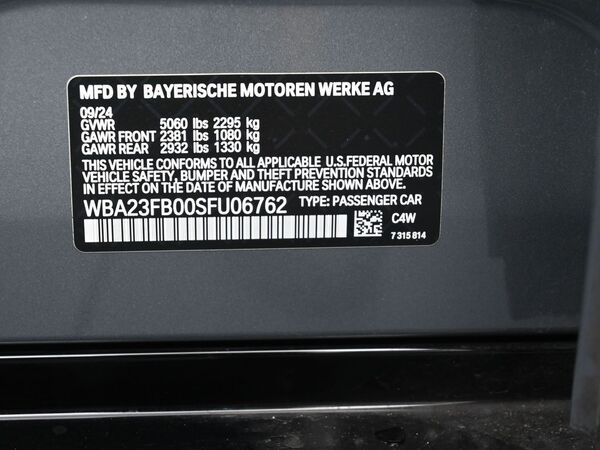 MFD BY BAYERISCHE MOTOREN WERKE AG
09/24
GVWR 5060 lbs 2295 kg
GAWR FRONT 2381 lbs 1080 kg
GAWR REAR 2932 lbs 1330 kg
THIS VEHICLE CONFORMS TO ALL APPLICABLE U.S.FEDERAL MOTOR
VEHICLE SAFETY, BUMPER AND THEFT PREVENTION STANDARDS
IN EFFECT ON THE DATE OF MANUFACTURE SHOWN ABOVE.
WBA23FB00SFU06762 TYPE: PASSENGER CAR
C4W
7 315 814